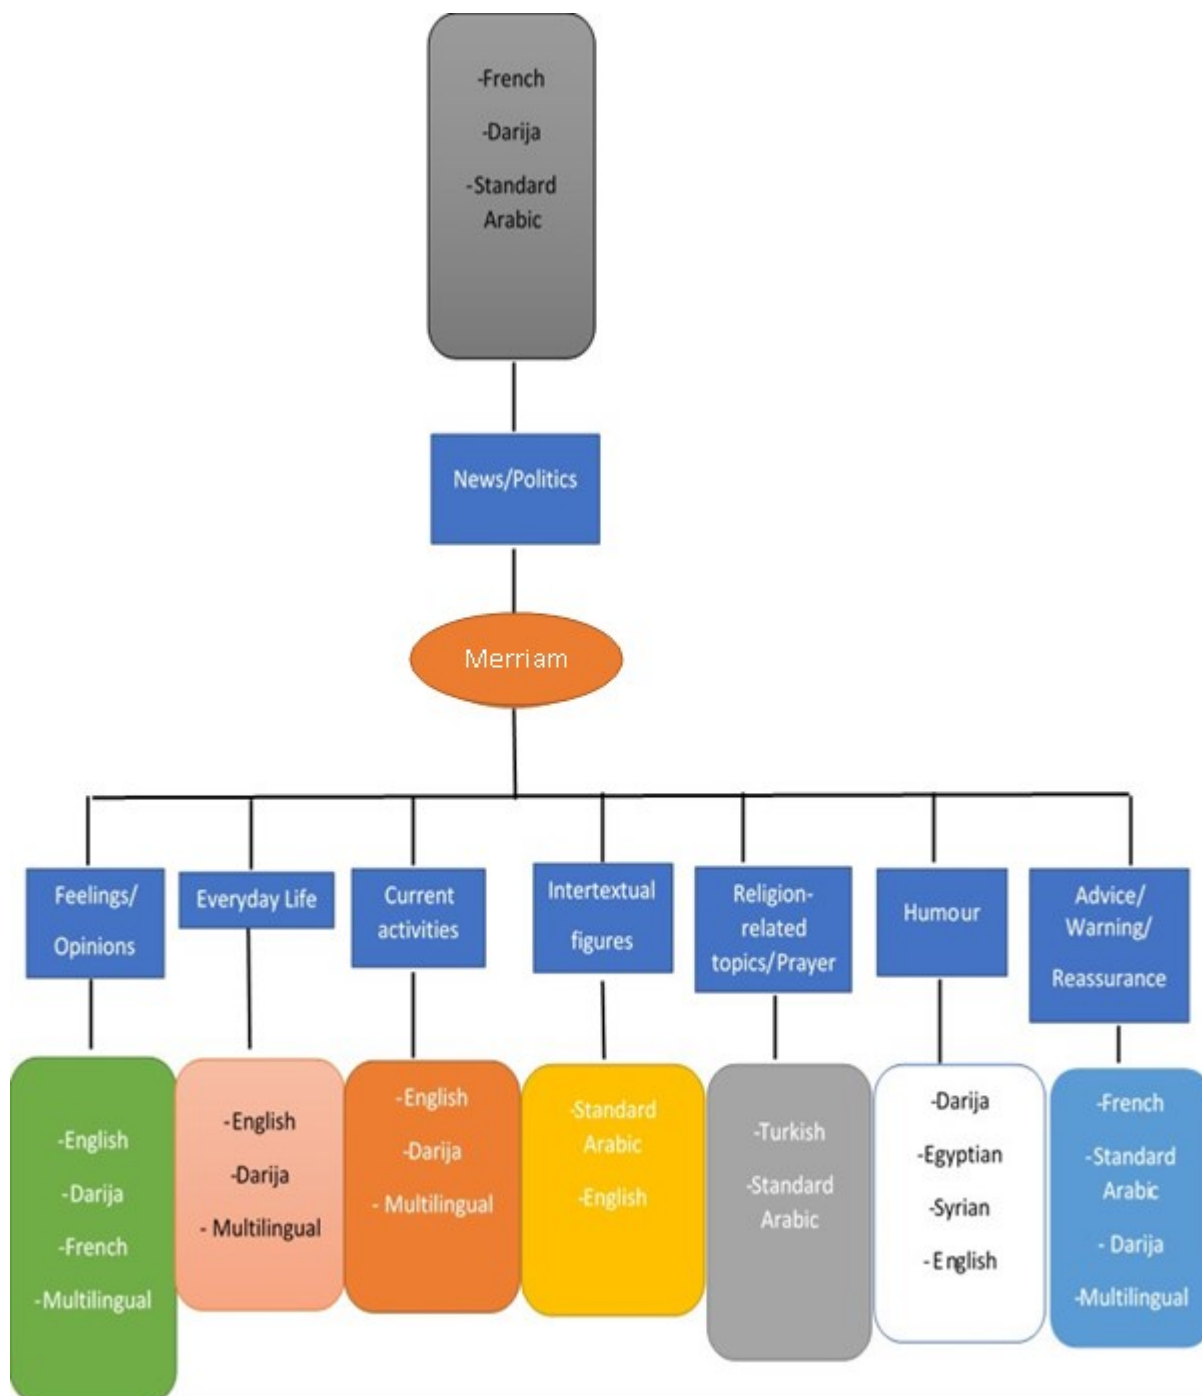 -French
-Darija
-Standard
Arabic
News/Politics
Merriam
Feelings/
Opinions
Everyday Life
Current
activities
Intertextual
figures
Religion-
related
topics/Prayer
Humour
Advice/
Warning/
Reassurance
-English
-Darija
-French
-Multilingual
-English
-Darija
- Multilingual
-English
-Darija
- Multilingual
-Standard
Arabic
-English
-Turkish
-Standard
Arabic
-Darija
-Egyptian
-Syrian
-English
-French
-Standard
Arabic
- Darija
-Multilingual